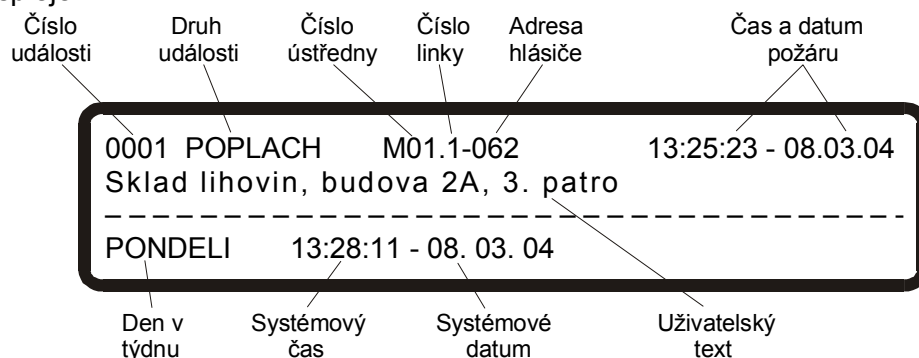 Číslo události
Druh události
Číslo ústředny
Číslo linky
Adresa hlásiče
Čas a datum požáru
0001 POPLACH M01.1-062 13:25:23 - 08.03.04
Sklad lihovin, budova 2A, 3. patro
PONDELI 13:28:11 - 08. 03. 04
Den v týdnu
Systémový čas
Systémové datum
Uživatelský text